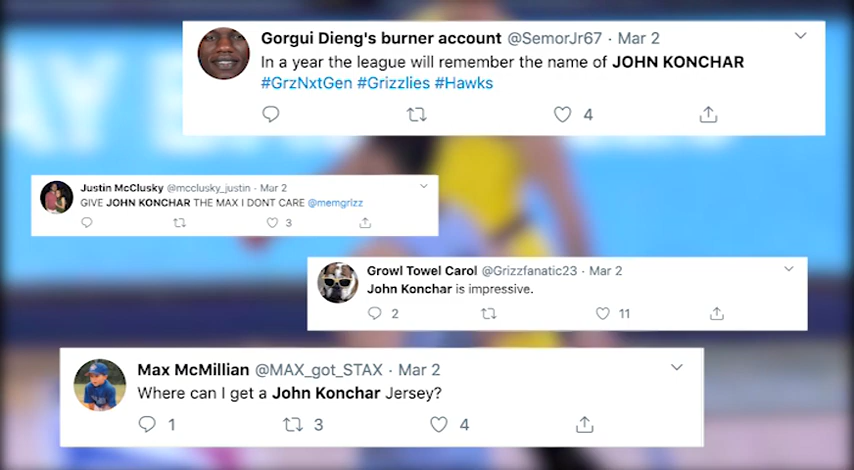 Gorgui Dieng's burner account @SemorJr67 · Mar 2
In a year the league will remember the name of JOHN KONCHAR
#GrzNxtGen #Grizzlies #Hawks
4
Justin McClusky @mcclusky_justin · Mar 2
GIVE JOHN KONCHAR THE MAX I DONT CARE @memgrizz
3
Growl Towel Carol @Grizzfanatic23 · Mar 2
John Konchar is impressive.
2 11
Max McMillian @MAX_got_STAX · Mar 2
Where can I get a John Konchar Jersey?
1 3 4